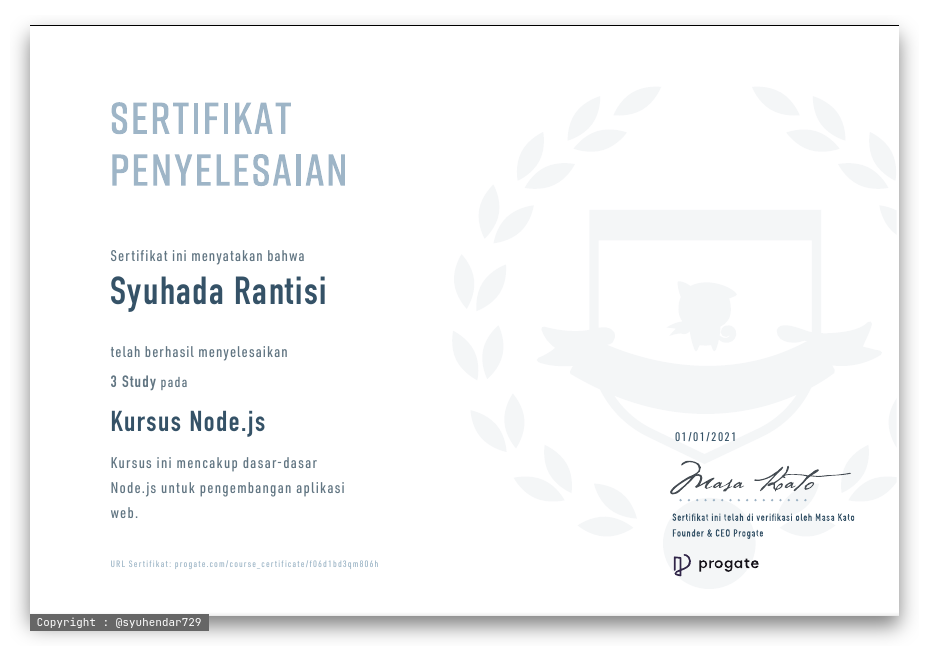 SERTIFIKAT
PENYELESAIAN
Sertifikat ini menyatakan bahwa
Syuhada Rantisi
telah berhasil menyelesaikan
3 Study pada
Kursus Node.js
Kursus ini mencakup dasar-dasar
Node.js untuk pengembangan aplikasi
web.
URL Sertifikat: progate.com/course_certificate/f06d1bd3qm806h
01/01/2021
Masa Kato
Sertifikat ini telah di verifikasi oleh Masa Kato
Founder & CEO Progate
progate
Copyright : @syuhendar729